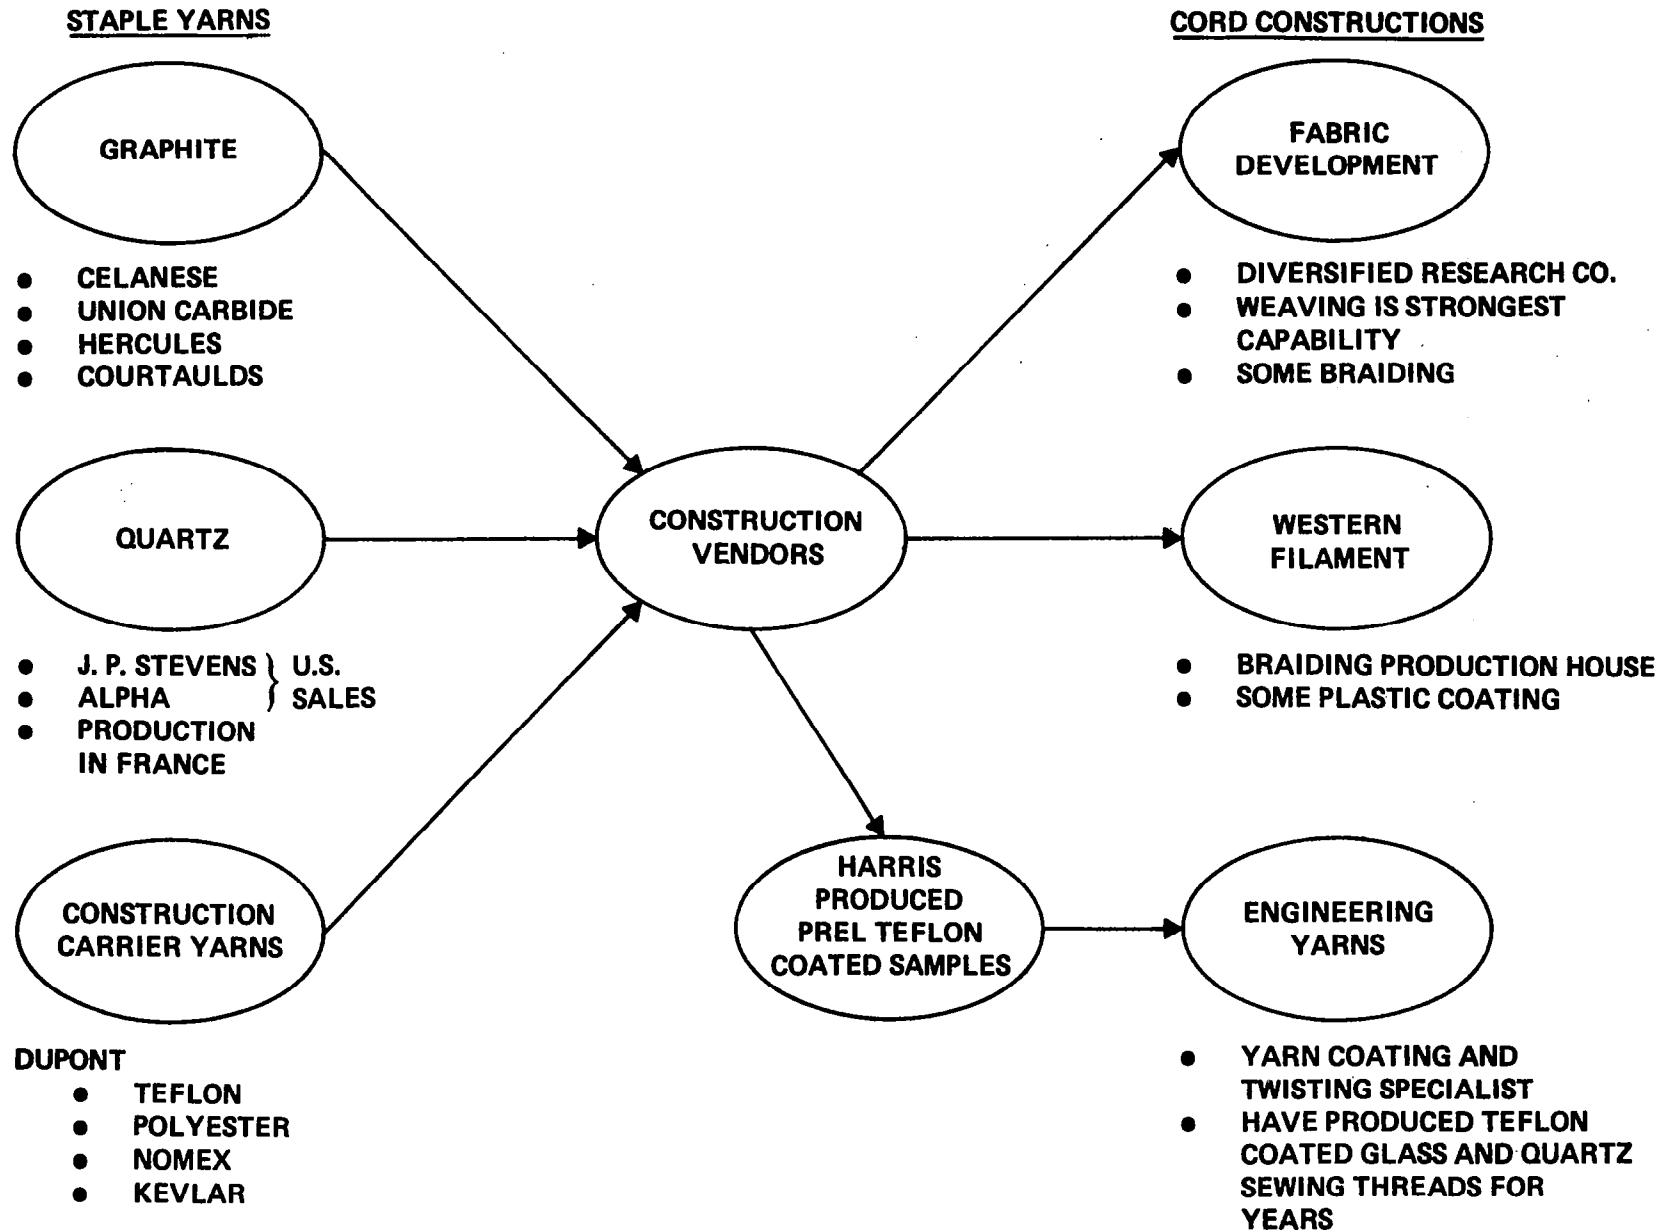 STAPLE YARNS
GRAPHITE
● CELANESE
● UNION CARBIDE
● HERCULES
● COURTAULDS
QUARTZ
● J. P. STEVENS } U.S.
● ALPHA } SALES
● PRODUCTION
IN FRANCE
CONSTRUCTION
CARRIER YARNS
DUPONT
● TEFLON
● POLYESTER
● NOMEX
● KEVLAR
CONSTRUCTION
VENDORS
HARRIS
PRODUCED
PREL TEFLON
COATED SAMPLES
CORD CONSTRUCTIONS
FABRIC
DEVELOPMENT
● DIVERSIFIED RESEARCH CO.
● WEAVING IS STRONGEST
CAPABILITY
● SOME BRAIDING
WESTERN
FILAMENT
● BRAIDING PRODUCTION HOUSE
● SOME PLASTIC COATING
ENGINEERING
YARNS
● YARN COATING AND
TWISTING SPECIALIST
● HAVE PRODUCED TEFLON
COATED GLASS AND QUARTZ
SEWING THREADS FOR
YEARS